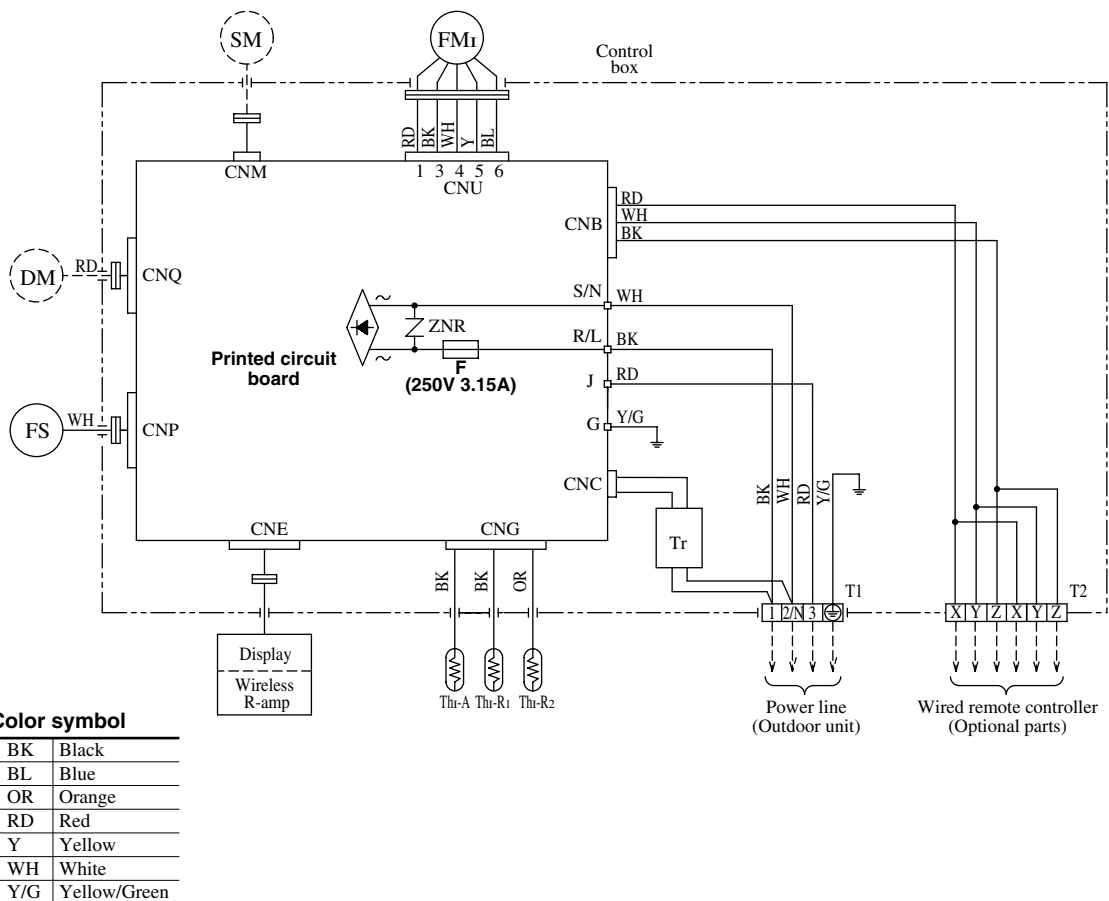 SM
FMI
Control
box
RD
BK
WH
Y
BL
CNM
1 3 4 5 6
CNU
CNB
RD
WH
BK
DM
RD
CNQ
S/N
WH
ZNR
R/L
BK
Printed circuit
board
F
(250V 3.15A)
J
RD
FS
WH
CNP
G
Y/G
CNC
BK
WH
RD
Y/G
Tr
CNE
CNG
BK
BK
OR
T1
1 2/N 3
T2
X Y Z X Y Z
Display
Wireless
R-amp
ThI-A ThI-R1 ThI-R2
Power line
(Outdoor unit)
Wired remote controller
(Optional parts)
Color symbol
BK Black
BL Blue
OR Orange
RD Red
Y Yellow
WH White
Y/G Yellow/Green